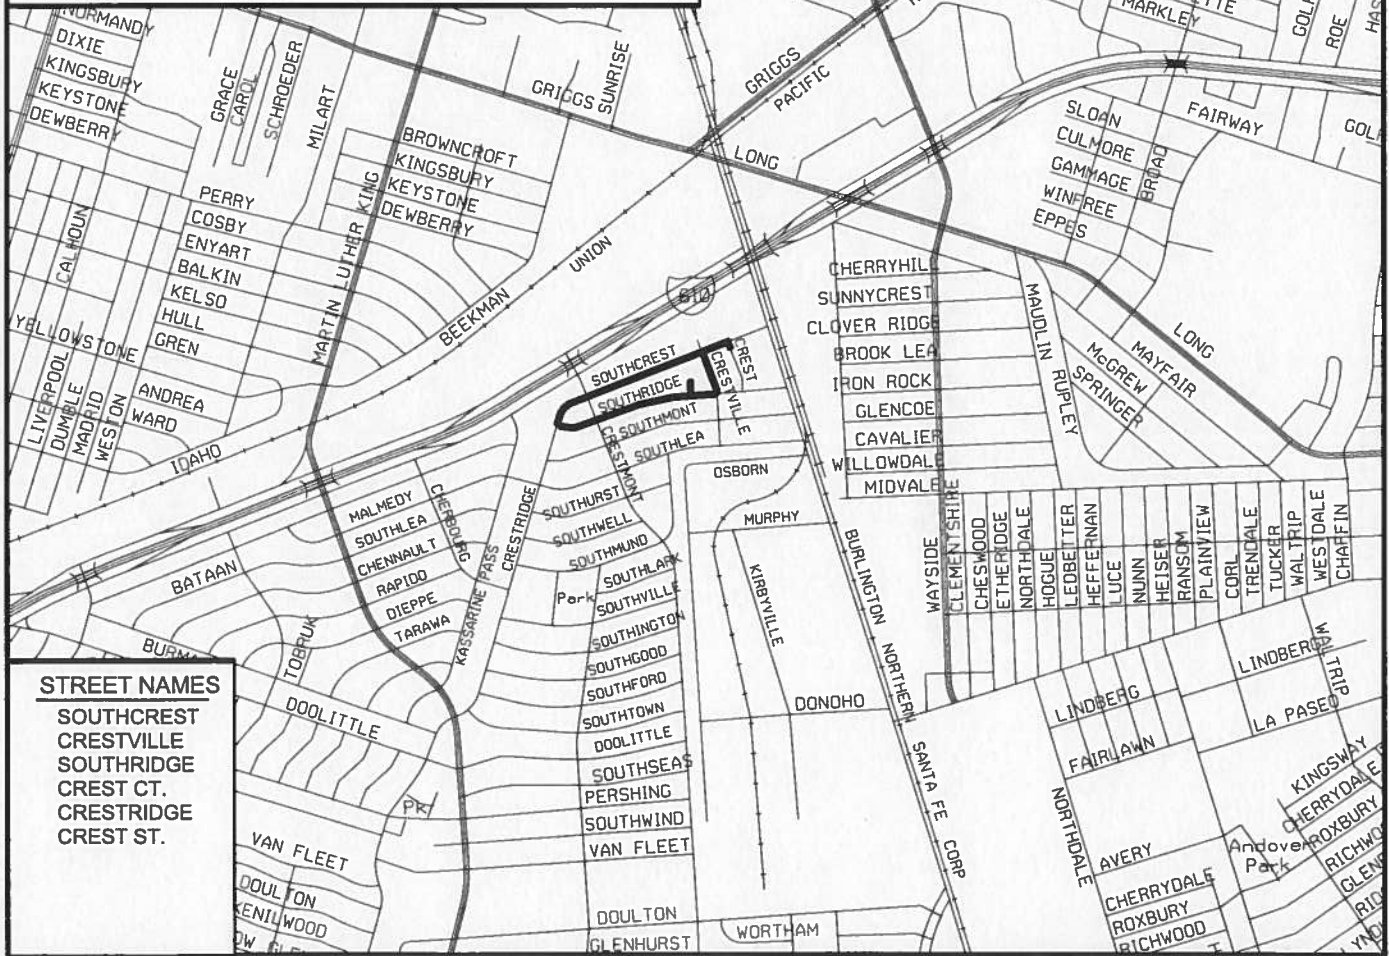 NORMANDY
DIXIE
KINGSBURY
KEYSTONE
DEWBERRY
GRACE
CAROL
SCHROEDER
MILART
GRIGGS
SUNRISE
GRIGGS
PACIFIC
MARKLEY
ROE
SLOAN
CULMORE
GAMMAGE
WINFREE
EPPES
BROAD
FAIRWAY
BROWNCROFT
KINGSBURY
KEYSTONE
DEWBERRY
LONG
PERRY
COSBY
ENYART
BALKIN
KELSO
HULL
GREN
CALHOUN
MARTIN LUTHER KING
UNION
BEEKMAN
610
YELLOWSTONE
LIVERPOOL
DUMBLE
MADRID
WESTON
ANDREA
WARD
IDAHO
CHERRYHILL
SUNNYCREST
CLOVER RIDGE
BROOK LEA
IRON ROCK
GLENCOE
CAVALIER
WILLOWDALE
MIDVALE
MAUDLIN
RUPLEY
McGREW
SPRINGER
MAYFAIR
LONG
SOUTHCREST
SOUTHRIDGE
CREST
CRESTVILLE
SOUTHMONT
SOUTHLEA
CRESTMONT
OSBORN
MURPHY
MALMEDY
SOUTHLEA
CHENNAULT
RAPIDO
DIEPPE
TARAWA
CHERBOURG
KASSARINE PASS
CRESTRIDGE
SOUTHURST
SOUTHWELL
SOUTHMUND
SOUTHLARK
Park
SOUTHVILLE
SOUTHINGTON
SOUTHGOOD
SOUTHFORD
SOUTHTOWN
DOOLITTLE
SOUTHSEAS
PERSHING
SOUTHWIND
VAN FLEET
DOULTON
GLENHURST
KIRBYVILLE
DONOHO
WORTHAM
BURLINGTON NORTHERN SANTA FE CORP
WAYSIDE
CLEMENTSHIRE
CHESWOOD
ETHERIDGE
NORTHDALE
HOGUE
LEDBETTER
HEFFERNAN
LUCE
NUNN
HEISER
RANSOM
PLAINVIEW
CORL
TRENDALE
TUCKER
WALTRIP
WESTDALE
CHAFFIN
BATAAN
TOBRUK
DOOLITTLE
PK
VAN FLEET
DOULTON
KENILWOOD
LINDBERG
WALTRIP
LINDBERG
LA PASEO
FAIRLAWN
NORTHDALE
AVERY
CHERRYDALE
ROXBURY
RICHWOOD
Andover
Park
KINGSWAY
CHERRYDALE
ROXBURY
STREET NAMES
SOUTHCREST
CRESTVILLE
SOUTHRIDGE
CREST CT.
CRESTRIDGE
CREST ST.